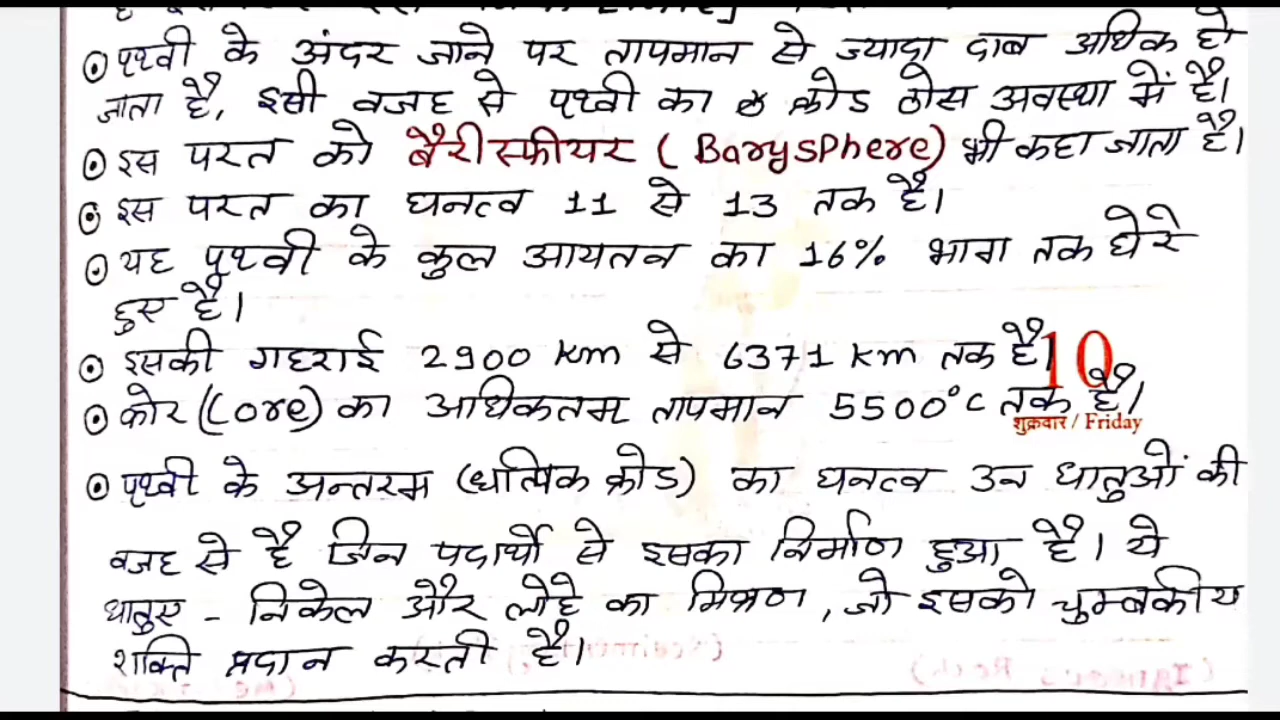 पृथ्वी के अंदर जाने पर तापमान से ज्यादा दाब अधिक हो
जाता है, इसी वजह से पृथ्वी का क्रोड ठोस अवस्था में है।
इस परत को बैरीस्फीयर (Barysphere) भी कहा जाता है।
इस परत का घनत्व 11 से 13 तक है।
यह पृथ्वी के कुल आयतन का 16% भाग तक घेरे
हुए है।
इसकी गहराई 2900 km से 6371 km तक है।
10
कोर (Core) का अधिकतम तापमान 5500°C तक है।
शुक्रवार / Friday
पृथ्वी के अन्तरम (धात्विक क्रोड) का घनत्व उन धातुओं की
वजह से है जिन पदार्थो से इसका निर्माण हुआ है। ये
धातुए - निकेल और लोहे का मिश्रण, जो इसको चुम्बकीय
शक्ति प्रदान करती है।